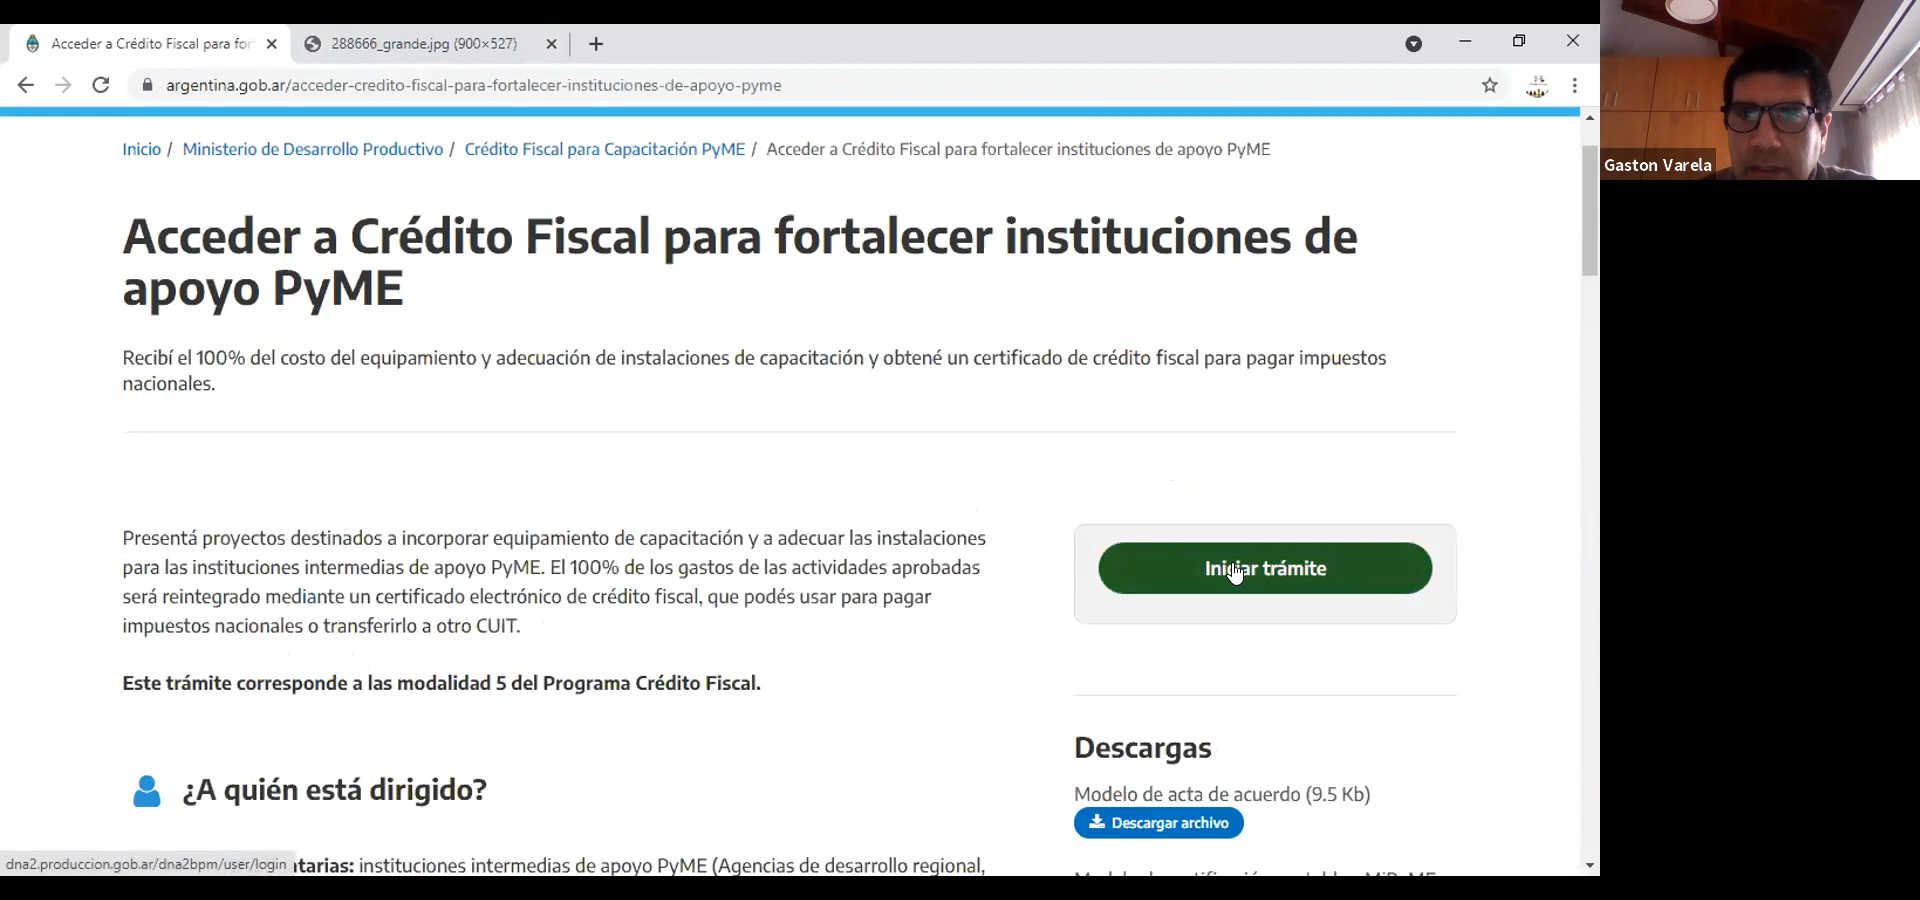 Acceder a Crédito Fiscal para for
288666_grande.jpg (900×527)
argentina.gob.ar/acceder-credito-fiscal-para-fortalecer-instituciones-de-apoyo-pyme
Inicio / Ministerio de Desarrollo Productivo / Crédito Fiscal para Capacitación PyME / Acceder a Crédito Fiscal para fortalecer instituciones de apoyo PyME
Gaston Varela
Acceder a Crédito Fiscal para fortalecer instituciones de
apoyo PyME
Recibí el 100% del costo del equipamiento y adecuación de instalaciones de capacitación y obtené un certificado de crédito fiscal para pagar impuestos
nacionales.
Presentá proyectos destinados a incorporar equipamiento de capacitación y a adecuar las instalaciones
para las instituciones intermedias de apoyo PyME. El 100% de los gastos de las actividades aprobadas
será reintegrado mediante un certificado electrónico de crédito fiscal, que podés usar para pagar
impuestos nacionales o transferirlo a otro CUIT.
Este trámite corresponde a las modalidad 5 del Programa Crédito Fiscal.
Iniciar trámite
¿A quién está dirigido?
tarias: instituciones intermedias de apoyo PyME (Agencias de desarrollo regional,
Descargas
Modelo de acta de acuerdo (9.5 Kb)
Descargar archivo
dna2.produccion.gob.ar/dna2bpm/user/login